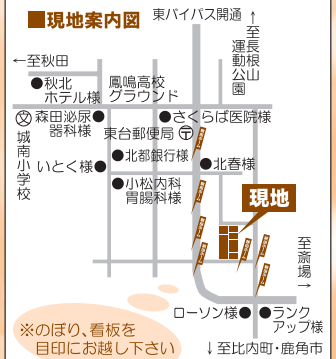 ■現地案内図
東バイパス開通
↑至長根山運動公園
←至秋田
●秋北
ホテル様
鳳鳴高校
グラウンド
文 城南小学校
森田泌尿
器科様●
●さくらば医院様
東台郵便局〒
●北都銀行様
いとく様●
●北春様
●小松内科
胃腸科様
現地
至斎場→
ローソン様●
●ランク
アップ様
※のぼり、看板を
目印にお越し下さい
↓至比内町・鹿角市